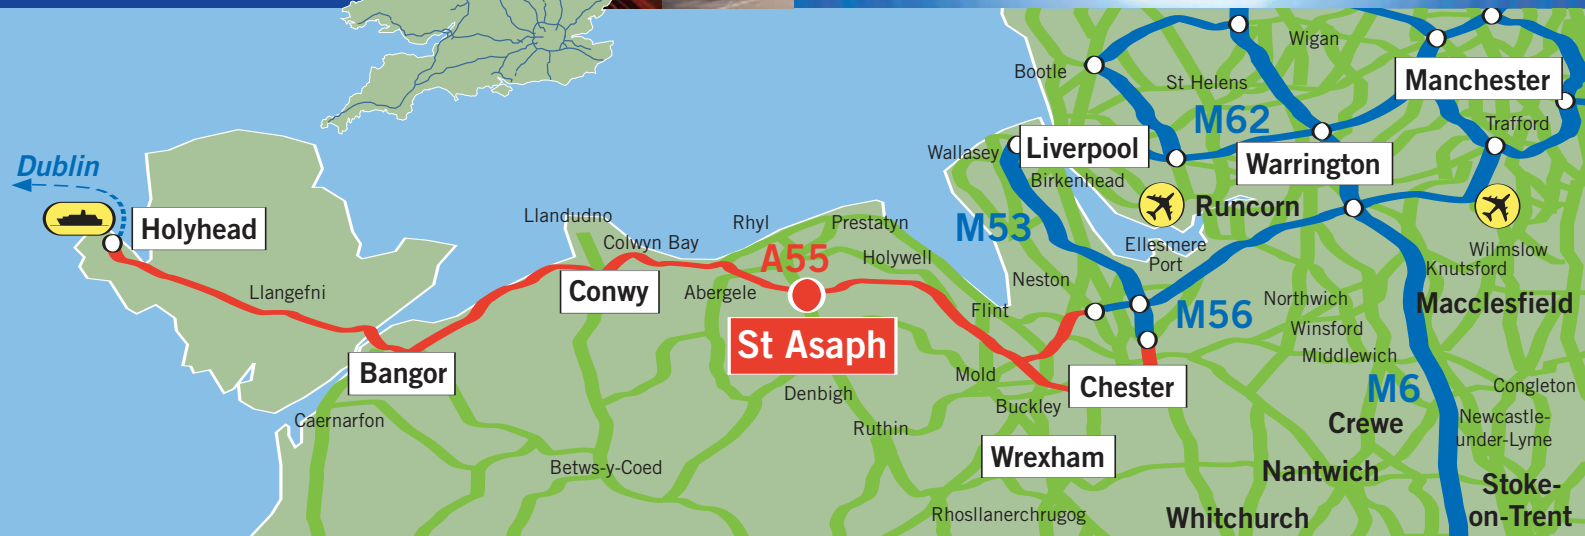 Wigan
Bootle
St Helens
Manchester
M62
Trafford
Wallasey
Liverpool
Warrington
Birkenhead
Dublin
Holyhead
Llandudno
Rhyl
Prestatyn
M53
Runcorn
Colwyn Bay
A55
Holywell
Ellesmere
Port
Wilmslow
Knutsford
Llangefni
Conwy
Abergele
Neston
Flint
M56
Northwich
Macclesfield
Winsford
St Asaph
Middlewich
Bangor
Mold
Chester
M6
Congleton
Denbigh
Buckley
Caernarfon
Ruthin
Crewe
Newcastle-
under-Lyme
Wrexham
Betws-y-Coed
Nantwich
Stoke-
on-Trent
Rhosllanerchrugog
Whitchurch